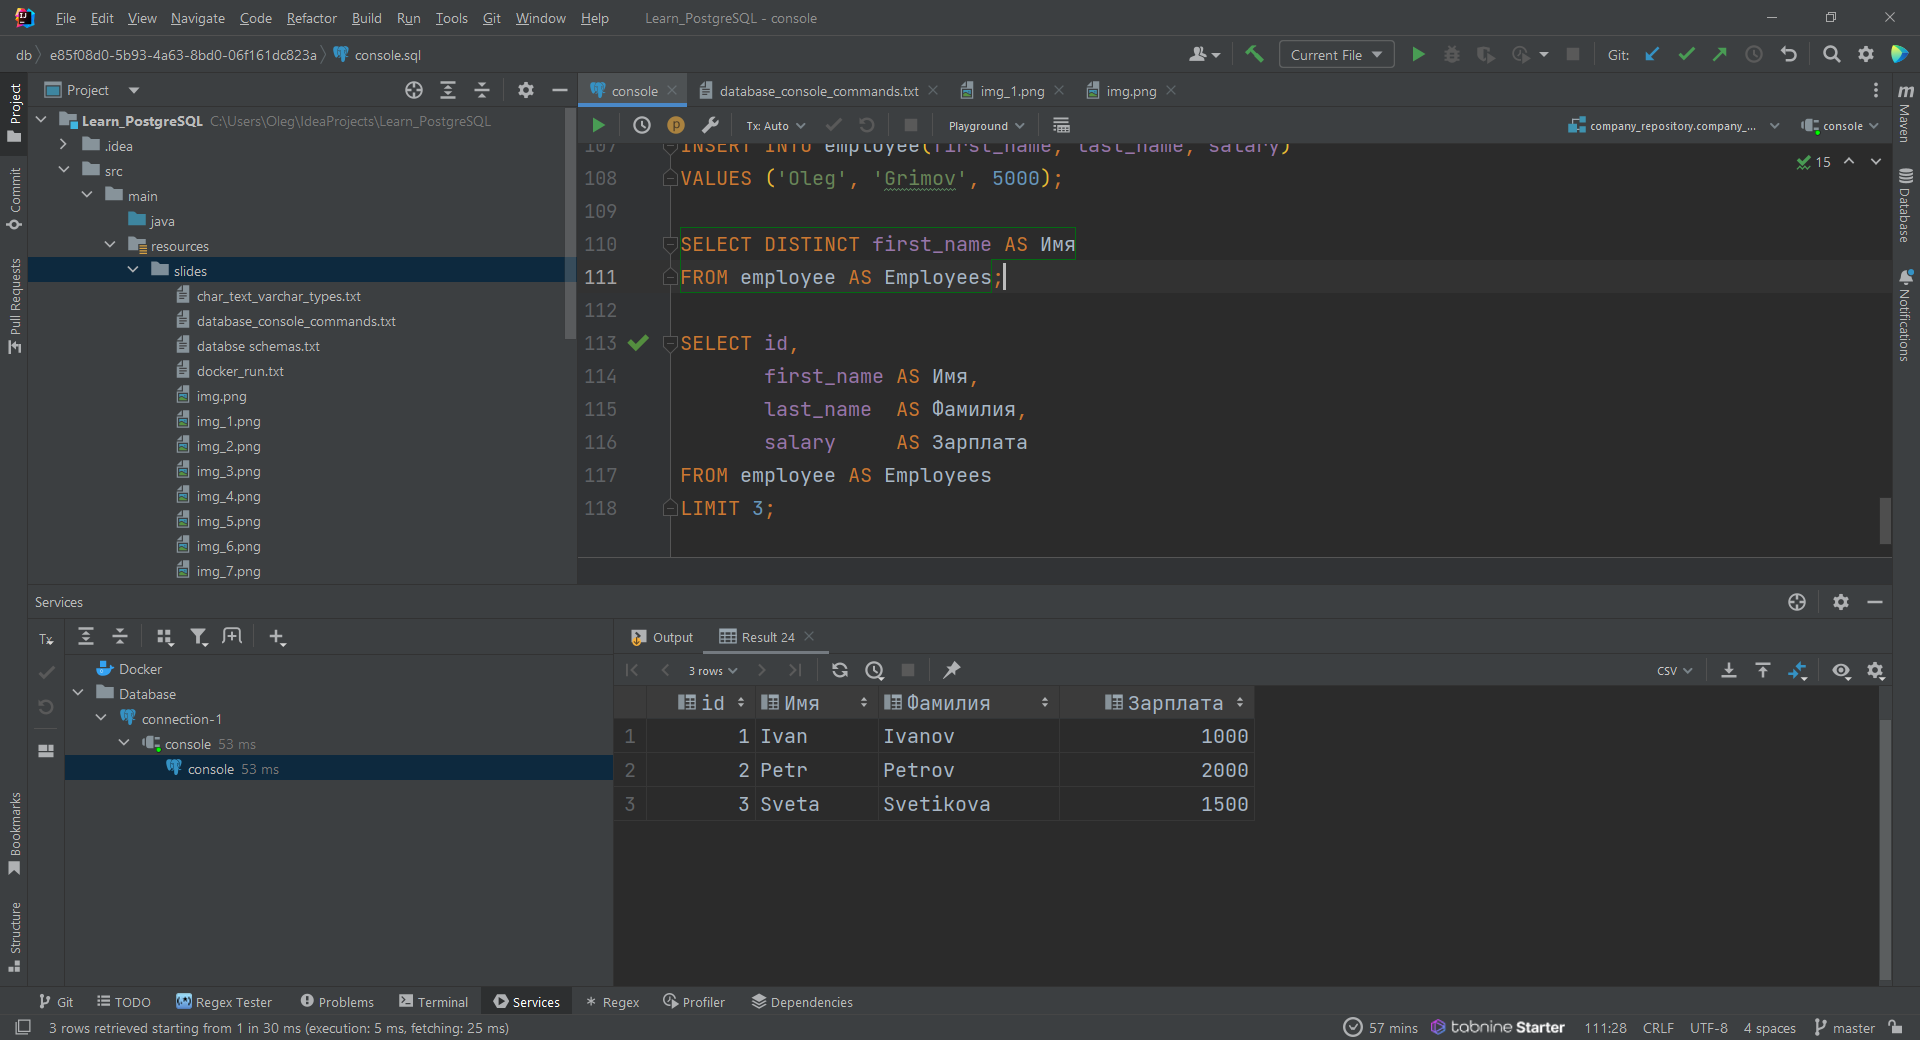 File Edit View Navigate Code Refactor Build Run Tools Git Window Help Learn_PostgreSQL - console
db e85f08d0-5b93-4a63-8bd0-06f161dc823a console.sql Current File Git:
Project
console database_console_commands.txt img_1.png img.png
Learn_PostgreSQL C:\Users\Oleg\IdeaProjects\Learn_PostgreSQL
.idea
src
main
java
resources
slides
char_text_varchar_types.txt
database_console_commands.txt
databse schemas.txt
docker_run.txt
img.png
img_1.png
img_2.png
img_3.png
img_4.png
img_5.png
img_6.png
img_7.png
Tx: Auto Playground company_repository.company_... console
15
107 INSERT INTO employee(first_name, last_name, salary)
108 VALUES ('Oleg', 'Grimov', 5000);
109
110 SELECT DISTINCT first_name AS Имя
111 FROM employee AS Employees;
112
113 SELECT id,
114 first_name AS Имя,
115 last_name AS Фамилия,
116 salary AS Зарплата
117 FROM employee AS Employees
118 LIMIT 3;
Project
Commit
Pull Requests
Bookmarks
Structure
m
Maven
Database
Notifications
Services
Tx
Docker
Database
connection-1
console 53 ms
console 53 ms
Output Result 24
3 rows CSV
id Имя Фамилия Зарплата
1 1 Ivan Ivanov 1000
2 2 Petr Petrov 2000
3 3 Sveta Svetikova 1500
Git TODO Regex Tester Problems Terminal Services Regex Profiler Dependencies
3 rows retrieved starting from 1 in 30 ms (execution: 5 ms, fetching: 25 ms) 57 mins tabnine Starter 111:28 CRLF UTF-8 4 spaces master